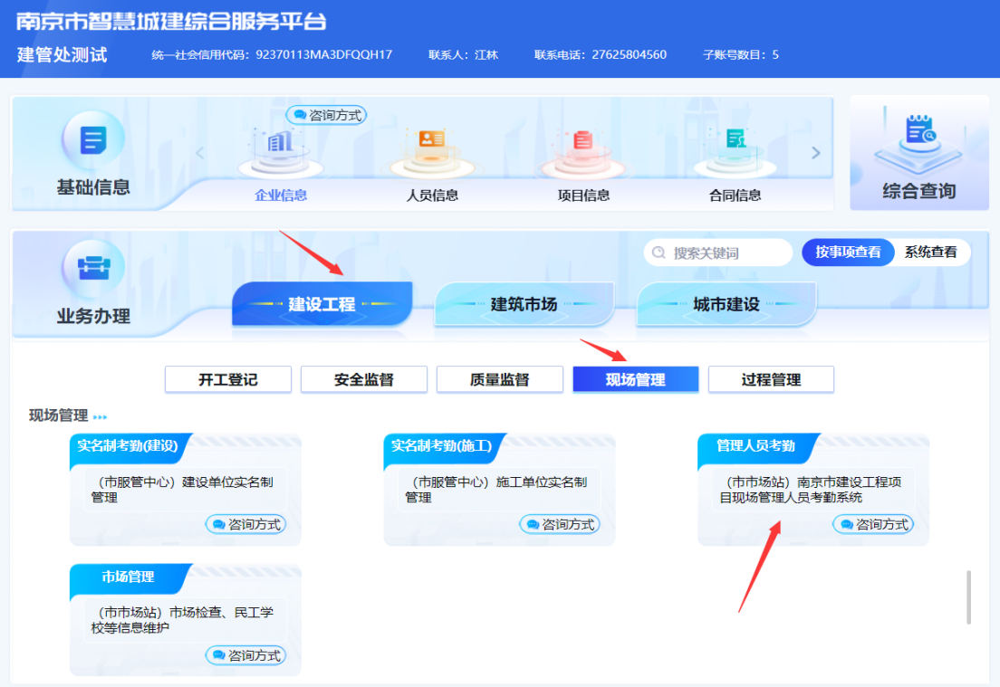 南京市智慧城建综合服务平台
建管处测试 统一社会信用代码：92370113MA3DFQQH17 联系人：江林 联系电话：27625804560 子账号数目：5
咨询方式
基础信息
企业信息 人员信息 项目信息 合同信息
综合查询
搜索关键词 按事项查看 系统查看
业务办理
建设工程 建筑市场 城市建设
开工登记 安全监督 质量监督 现场管理 过程管理
现场管理
实名制考勤(建设)
（市服管中心）建设单位实名制
管理
咨询方式
实名制考勤(施工)
（市服管中心）施工单位实名制
管理
咨询方式
管理人员考勤
（市市场站）南京市建设工程项
目现场管理人员考勤系统
咨询方式
市场管理
（市市场站）市场检查、民工学
校等信息维护
咨询方式